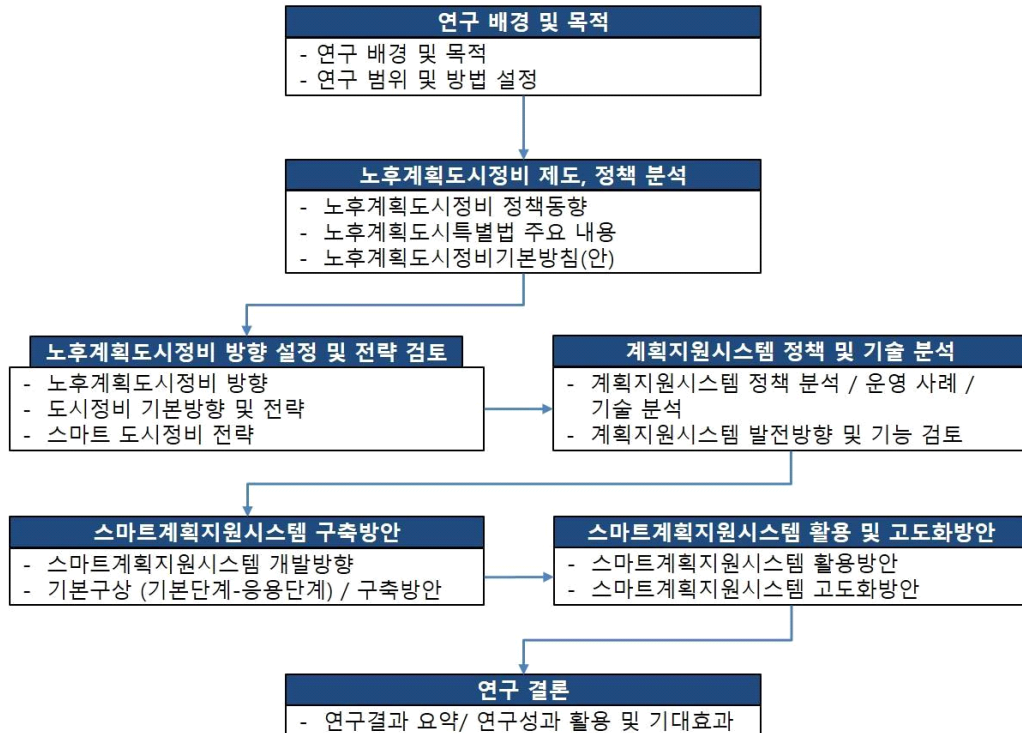 연구 배경 및 목적
- 연구 배경 및 목적
- 연구 범위 및 방법 설정
노후계획도시정비 제도, 정책 분석
- 노후계획도시정비 정책동향
- 노후계획도시특별법 주요 내용
- 노후계획도시정비기본방침(안)
노후계획도시정비 방향 설정 및 전략 검토
- 노후계획도시정비 방향
- 도시정비 기본방향 및 전략
- 스마트 도시정비 전략
계획지원시스템 정책 및 기술 분석
- 계획지원시스템 정책 분석 / 운영 사례 /
기술 분석
- 계획지원시스템 발전방향 및 기능 검토
스마트계획지원시스템 구축방안
- 스마트계획지원시스템 개발방향
- 기본구상 (기본단계-응용단계) / 구축방안
스마트계획지원시스템 활용 및 고도화방안
- 스마트계획지원시스템 활용방안
- 스마트계획지원시스템 고도화방안
연구 결론
- 연구결과 요약/ 연구성과 활용 및 기대효과